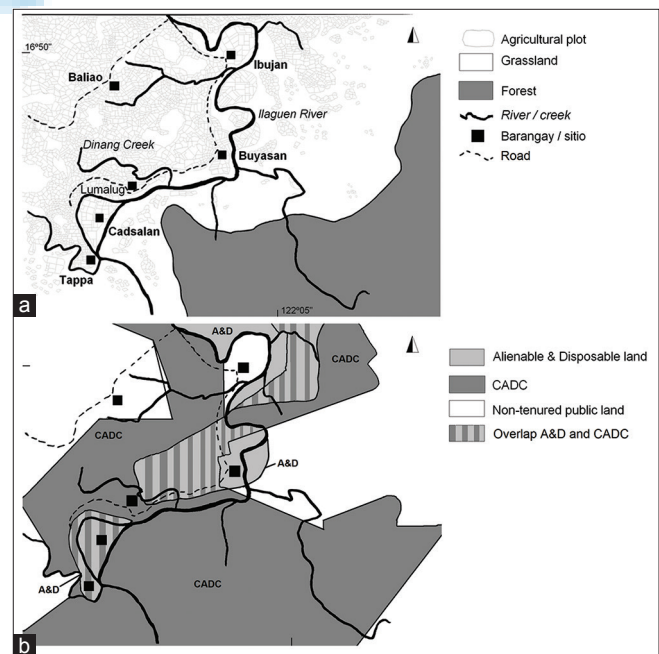 16°50"
Ibujan
Baliao
Ilaguen River
Dinang Creek
Buyasan
Lumalug
Cadsalan
Tappa
122°05"
a
Agricultural plot
Grassland
Forest
River / creek
Barangay / sitio
Road
A&D
CADC
CADC
A&D
A&D
CADC
b
Alienable & Disposable land
CADC
Non-tenured public land
Overlap A&D and CADC